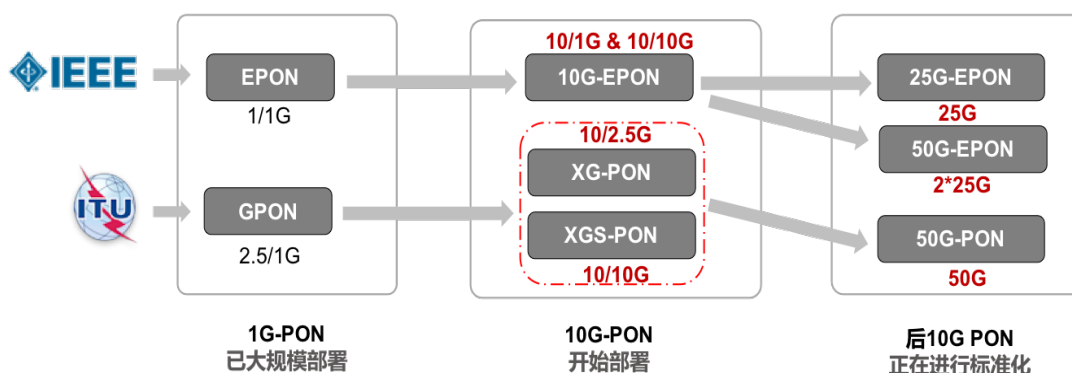 IEEE
EPON
1/1G
10/1G & 10/10G
10G-EPON
25G-EPON
25G
50G-EPON
2*25G
ITU
GPON
2.5/1G
10/2.5G
XG-PON
XGS-PON
10/10G
50G-PON
50G
1G-PON
已大规模部署
10G-PON
开始部署
后10G PON
正在进行标准化